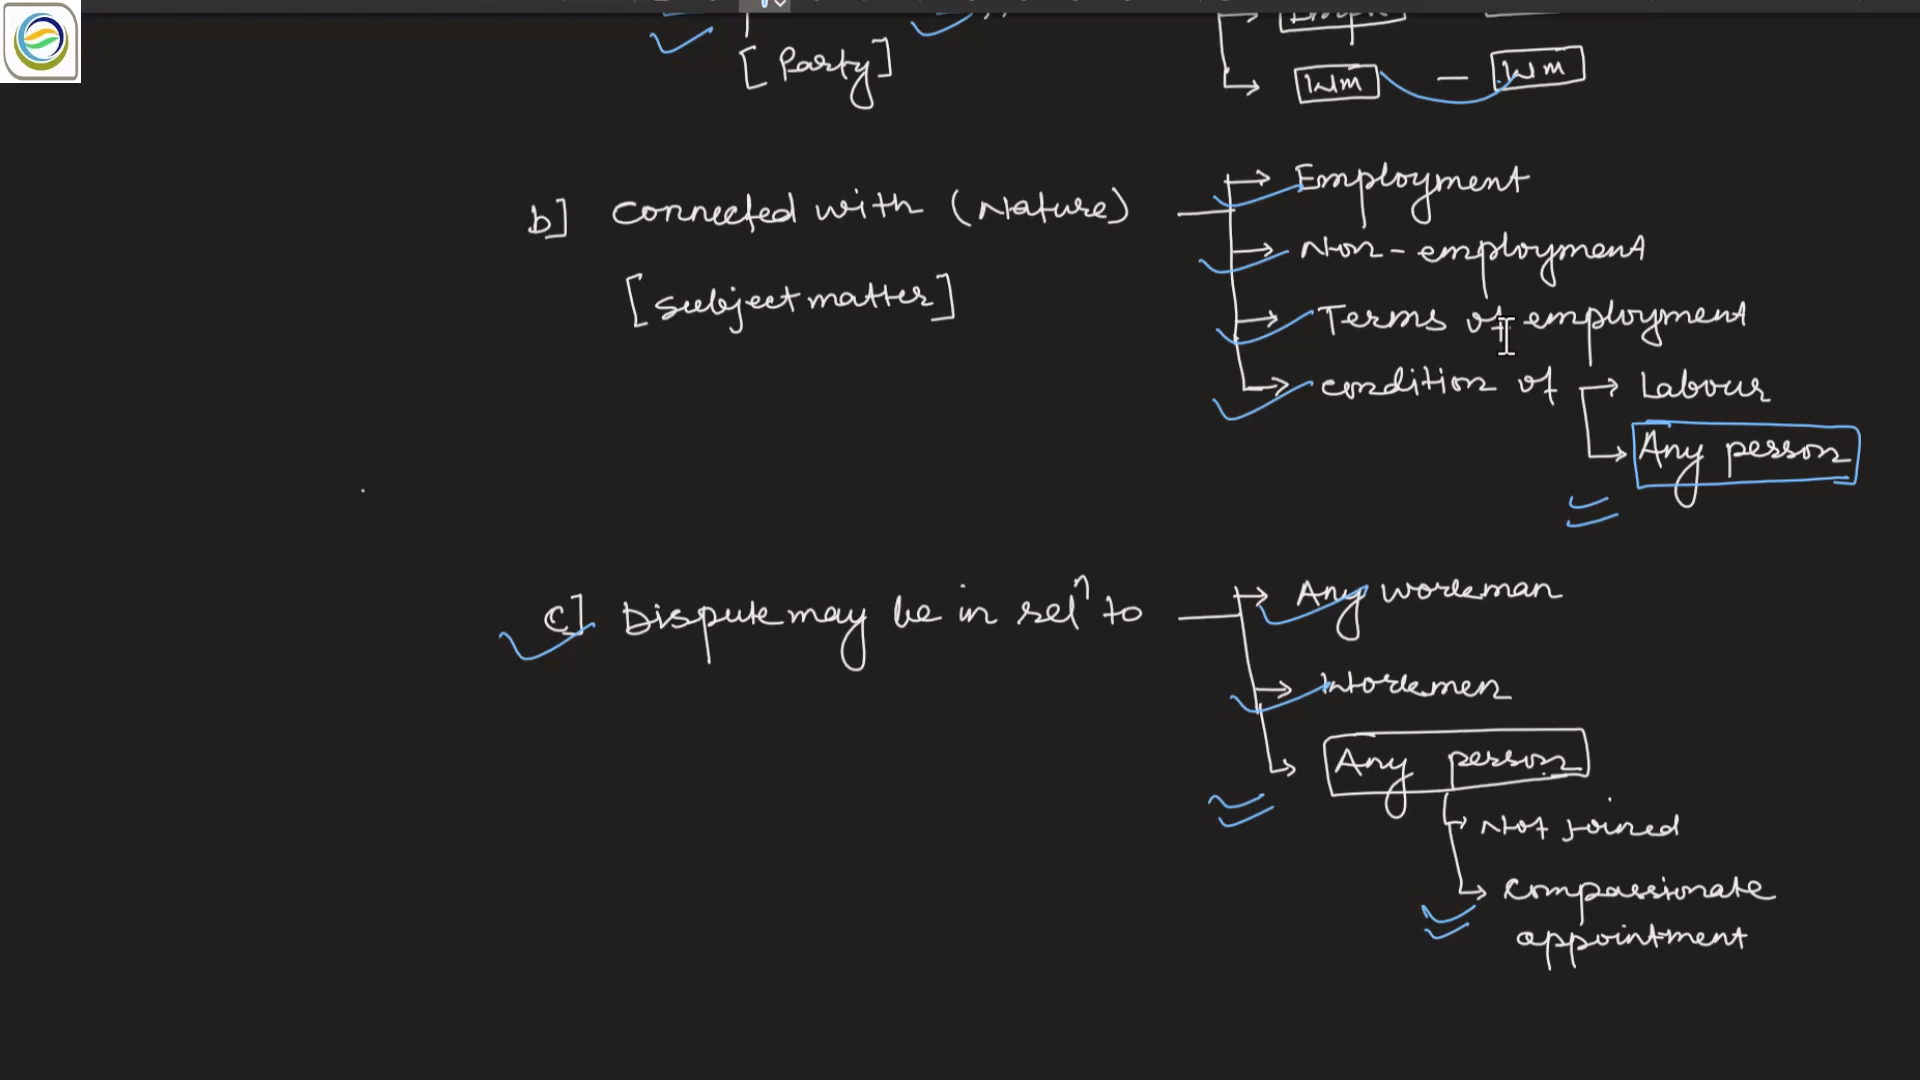 [Party]
Wm — Wm
b] Connected with (Nature)
[subject matter]
Employment
Non-employment
Terms of employment
condition of
Labour
Any person
c] Dispute may be in relⁿ to
Any workman
Workmen
Any person
Not joined
Compassionate
appointment